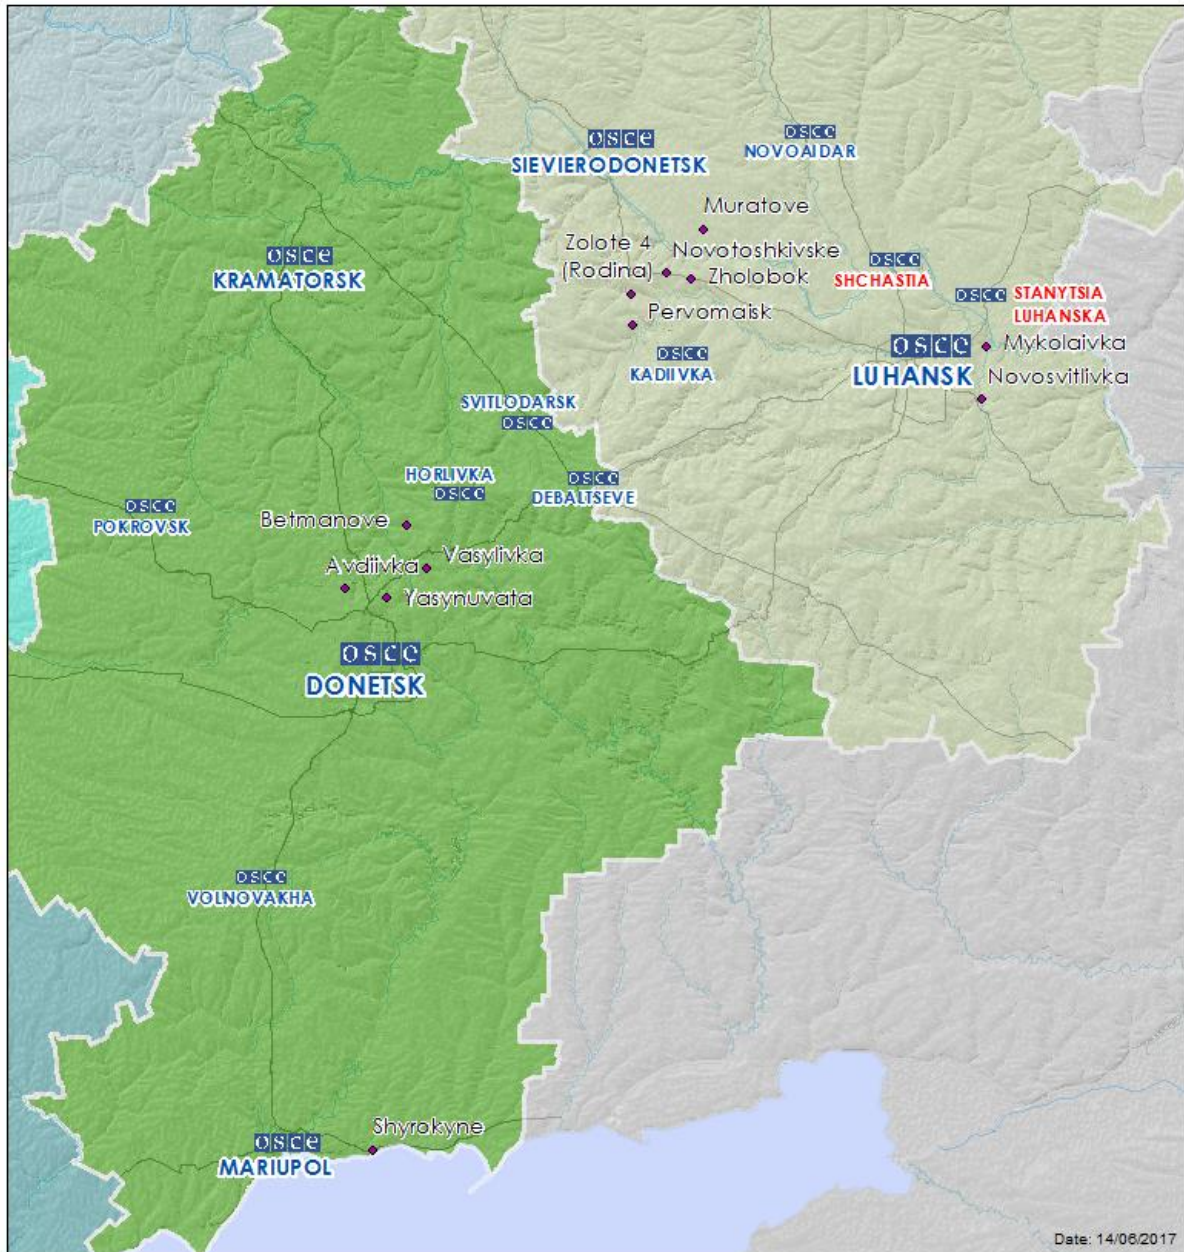 osce
SIEVIERODONETSK
osce
NOVOAIDAR
Muratove
Zolote 4
(Rodina)
Novotoshkivske
Zholobok
osce
KRAMATORSK
osce
SHCHASTIA
osce
STANYTSIA
LUHANSKA
Pervomaisk
osce
KADIIVKA
osce
LUHANSK
Mykolaivka
Novosvitlivka
SVITLODARSK
osce
HORLIVKA
osce
osce
DEBALTSEVE
osce
POKROVSK
Betmanove
Avdiivka
Vasylivka
Yasynuvata
osce
DONETSK
osce
VOLNOVAKHA
Shyrokyne
osce
MARIUPOL
Date: 14/06/2017